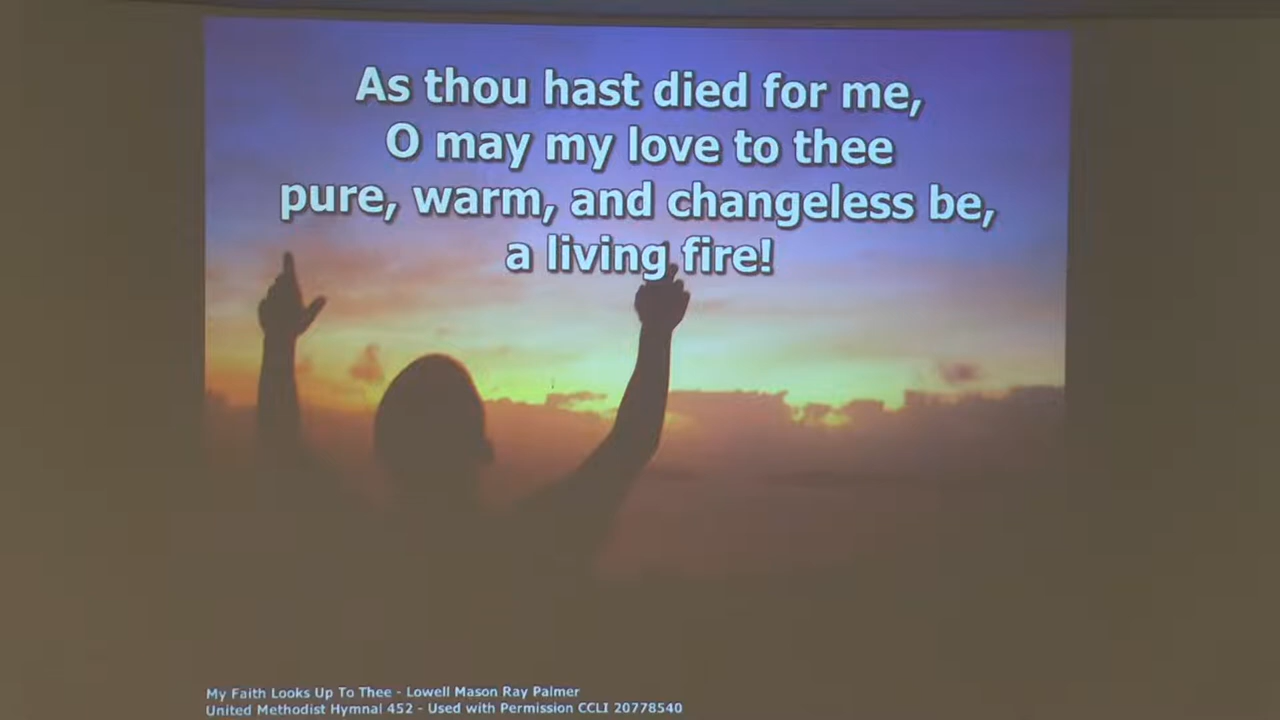 As thou hast died for me,
O may my love to thee
pure, warm, and changeless be,
a living fire!
My Faith Looks Up To Thee - Lowell Mason Ray Palmer
United Methodist Hymnal 452 - Used with Permission CCLI 20778540